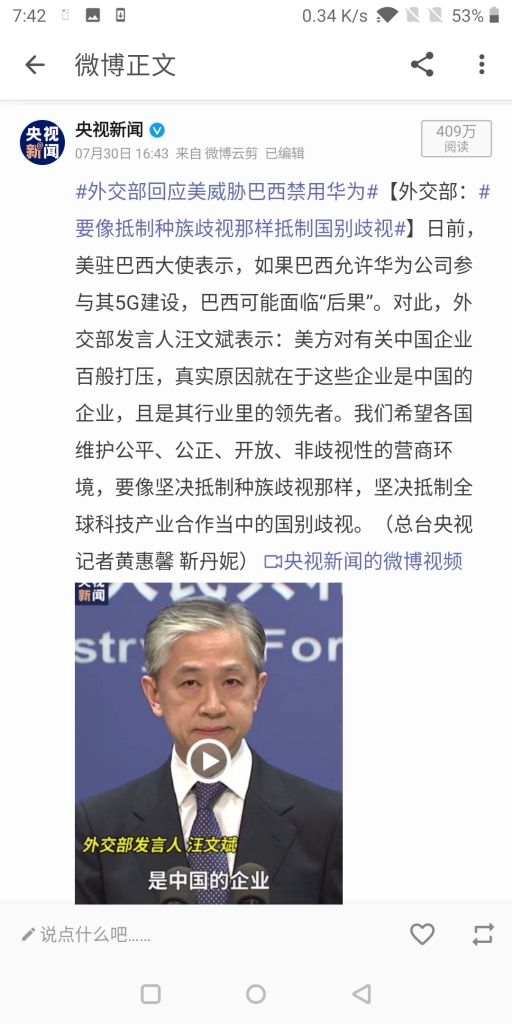 7:42
0.34 K/s
53%
微博正文
央视新闻
央视新闻
409万
阅读
07月30日 16:43 来自 微博云剪 已编辑
#外交部回应美威胁巴西禁用华为#【外交部：#
要像抵制种族歧视那样抵制国别歧视#】日前，
美驻巴西大使表示，如果巴西允许华为公司参
与其5G建设，巴西可能面临“后果”。对此，外
交部发言人汪文斌表示：美方对有关中国企业
百般打压，真实原因就在于这些企业是中国的
企业，且是其行业里的领先者。我们希望各国
维护公平、公正、开放、非歧视性的营商环
境，要像坚决抵制种族歧视那样，坚决抵制全
球科技产业合作当中的国别歧视。（总台央视
记者黄惠馨 靳丹妮） 央视新闻的微博视频
央视
新闻
人民共和
stry For
外交部发言人 汪文斌
是中国的企业
说点什么吧......